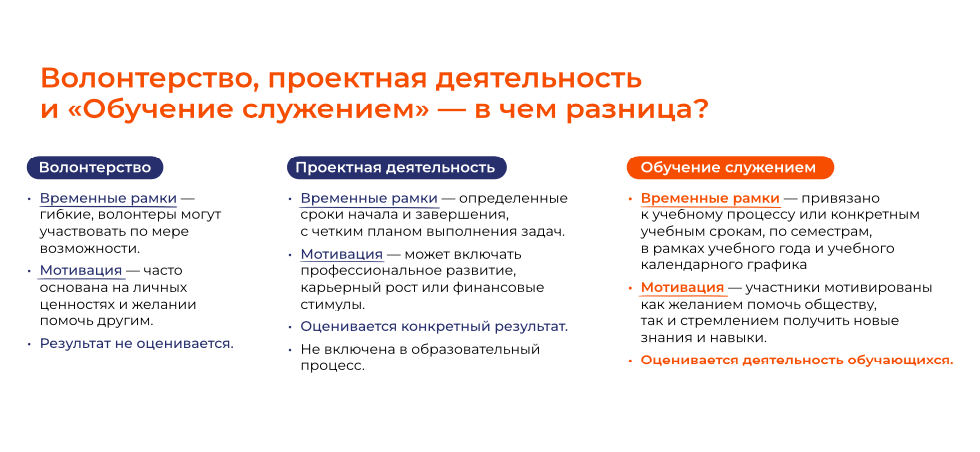 Волонтерство, проектная деятельность
и «Обучение служением» — в чем разница?
Волонтерство
• Временные рамки —
гибкие, волонтеры могут
участвовать по мере
возможности.
• Мотивация — часто
основана на личных
ценностях и желании
помочь другим.
• Результат не оценивается.
Проектная деятельность
• Временные рамки — определенные
сроки начала и завершения,
с четким планом выполнения задач.
• Мотивация — может включать
профессиональное развитие,
карьерный рост или финансовые
стимулы.
• Оценивается конкретный результат.
• Не включена в образовательный
процесс.
Обучение служением
• Временные рамки — привязано
к учебному процессу или конкретным
учебным срокам, по семестрам,
в рамках учебного года и учебного
календарного графика
• Мотивация — участники мотивированы
как желанием помочь обществу,
так и стремлением получить новые
знания и навыки.
• Оценивается деятельность обучающихся.